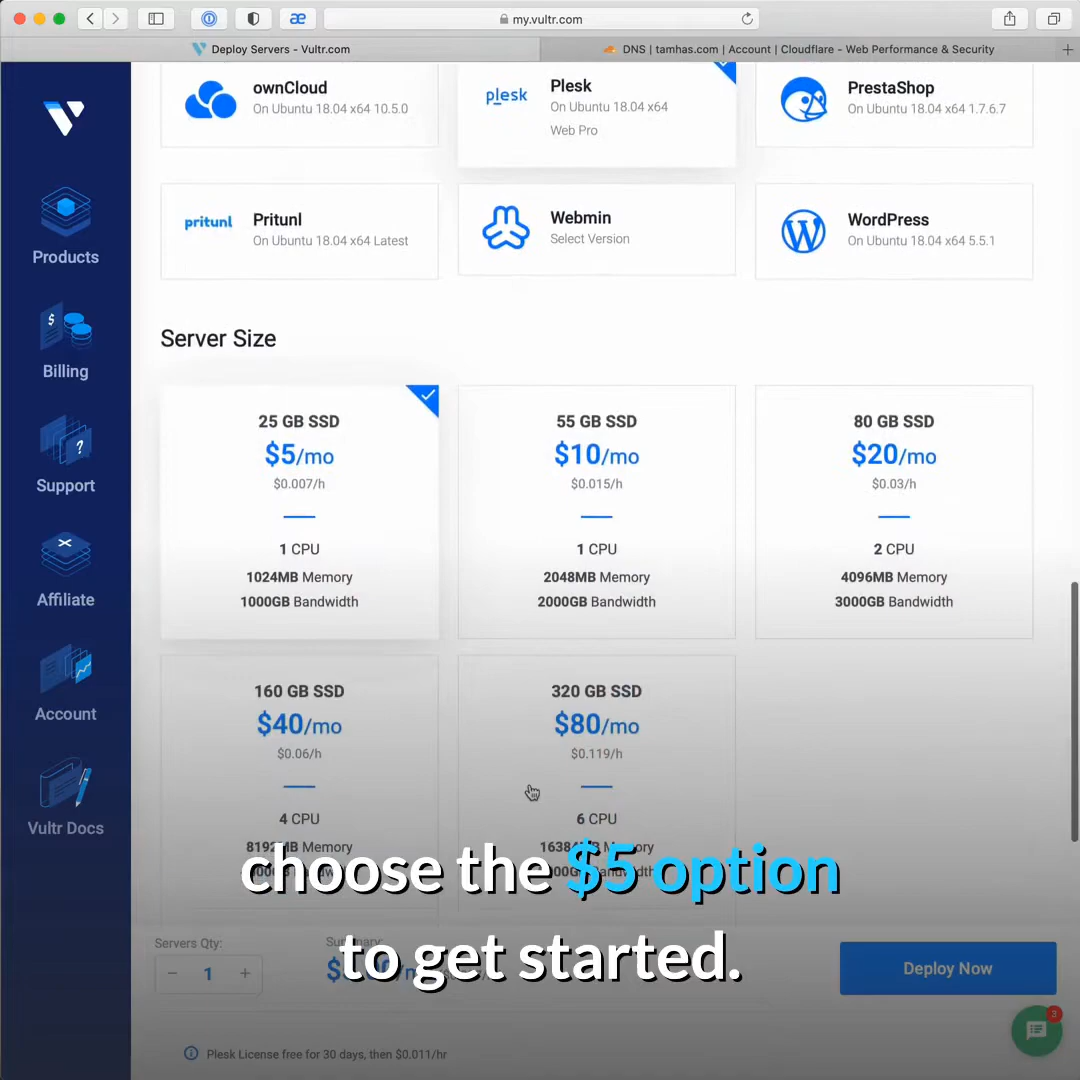 my.vultr.com
Deploy Servers - Vultr.com
DNS | tamhas.com | Account | Cloudflare - Web Performance & Security
ownCloud
On Ubuntu 18.04 x64 10.5.0
plesk
Plesk
On Ubuntu 18.04 x64
Web Pro
PrestaShop
On Ubuntu 18.04 x64 1.7.6.7
pritunl
Pritunl
On Ubuntu 18.04 x64 Latest
Webmin
Select Version
WordPress
On Ubuntu 18.04 x64 5.5.1
Products
Billing
Support
Affiliate
Account
Vultr Docs
Server Size
25 GB SSD
$5/mo
$0.007/h
1 CPU
1024MB Memory
1000GB Bandwidth
55 GB SSD
$10/mo
$0.015/h
1 CPU
2048MB Memory
2000GB Bandwidth
80 GB SSD
$20/mo
$0.03/h
2 CPU
4096MB Memory
3000GB Bandwidth
160 GB SSD
$40/mo
$0.06/h
4 CPU
8192MB Memory
320 GB SSD
$80/mo
$0.119/h
6 CPU
Memory
choose the $5 option
to get started.
Servers Qty:
1
Summary:
Deploy Now
3
Plesk License free for 30 days, then $0.011/hr